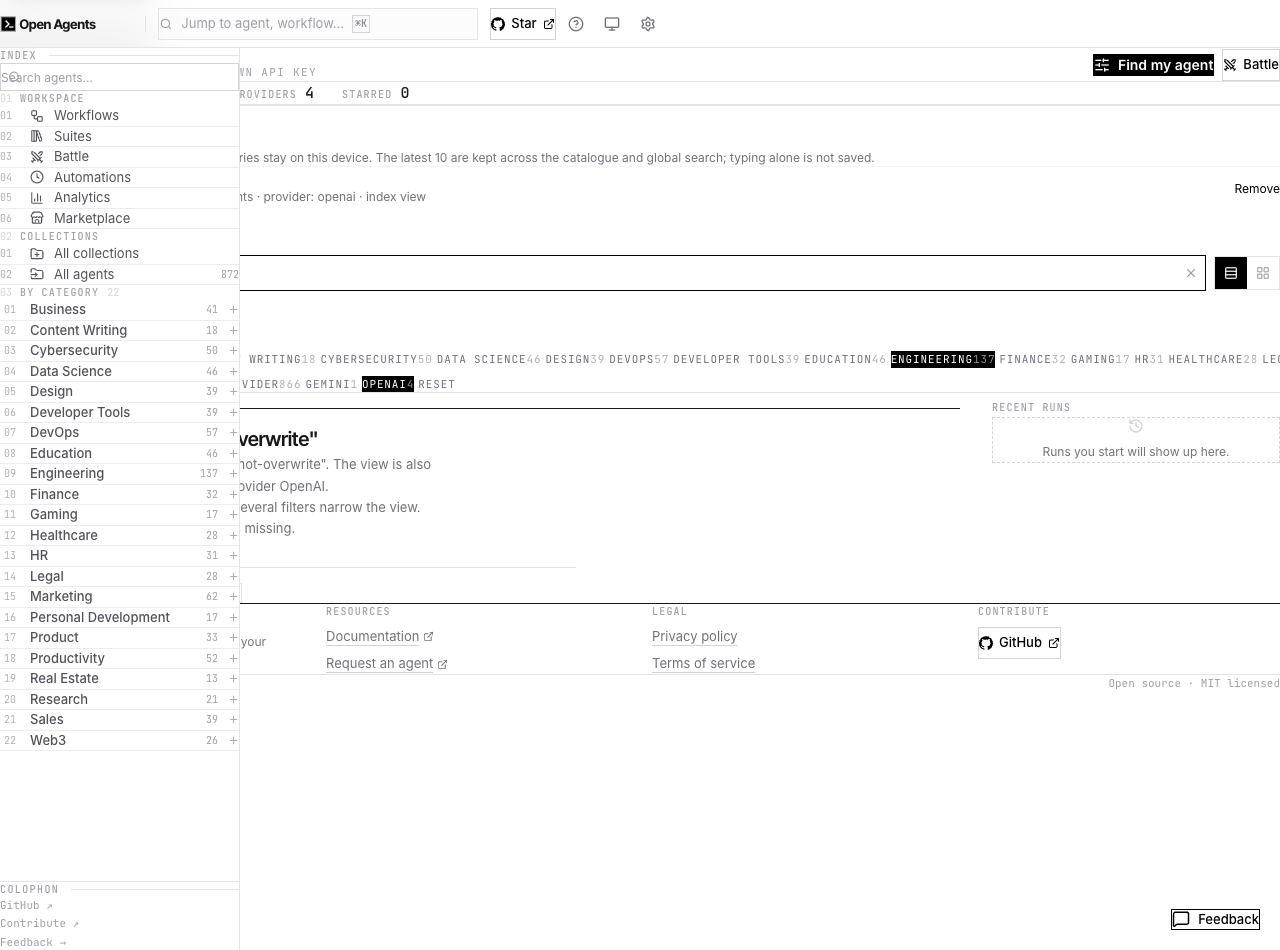 Open Agents
Jump to agent, workflow... ⌘K
Star
INDEX
Search agents...
01 WORKSPACE
01 Workflows
02 Suites
03 Battle
04 Automations
05 Analytics
06 Marketplace
02 COLLECTIONS
01 All collections
02 All agents 872
03 BY CATEGORY 22
01 Business 41 +
02 Content Writing 18 +
03 Cybersecurity 50 +
04 Data Science 46 +
05 Design 39 +
06 Developer Tools 39 +
07 DevOps 57 +
08 Education 46 +
09 Engineering 137 +
10 Finance 32 +
11 Gaming 17 +
12 Healthcare 28 +
13 HR 31 +
14 Legal 28 +
15 Marketing 62 +
16 Personal Development 17 +
17 Product 33 +
18 Productivity 52 +
19 Real Estate 13 +
20 Research 21 +
21 Sales 39 +
22 Web3 26 +
COLOPHON
GitHub ↗
Contribute ↗
Feedback →
WN API KEY
Find my agent
Battle
ROVIDERS 4 STARRED 0
ries stay on this device. The latest 10 are kept across the catalogue and global search; typing alone is not saved.
nts · provider: openai · index view
Remove
WRITING18 CYBERSECURITY50 DATA SCIENCE46 DESIGN39 DEVOPS57 DEVELOPER TOOLS39 EDUCATION46 ENGINEERING137 FINANCE32 GAMING17 HR31 HEALTHCARE28 LEG
VIDER866 GEMINI1 OPENAI4 RESET
verwrite"
not-overwrite". The view is also
ovider OpenAI.
everal filters narrow the view.
missing.
RECENT RUNS
Runs you start will show up here.
your
RESOURCES
Documentation
Request an agent
LEGAL
Privacy policy
Terms of service
CONTRIBUTE
GitHub
Open source · MIT licensed
Feedback